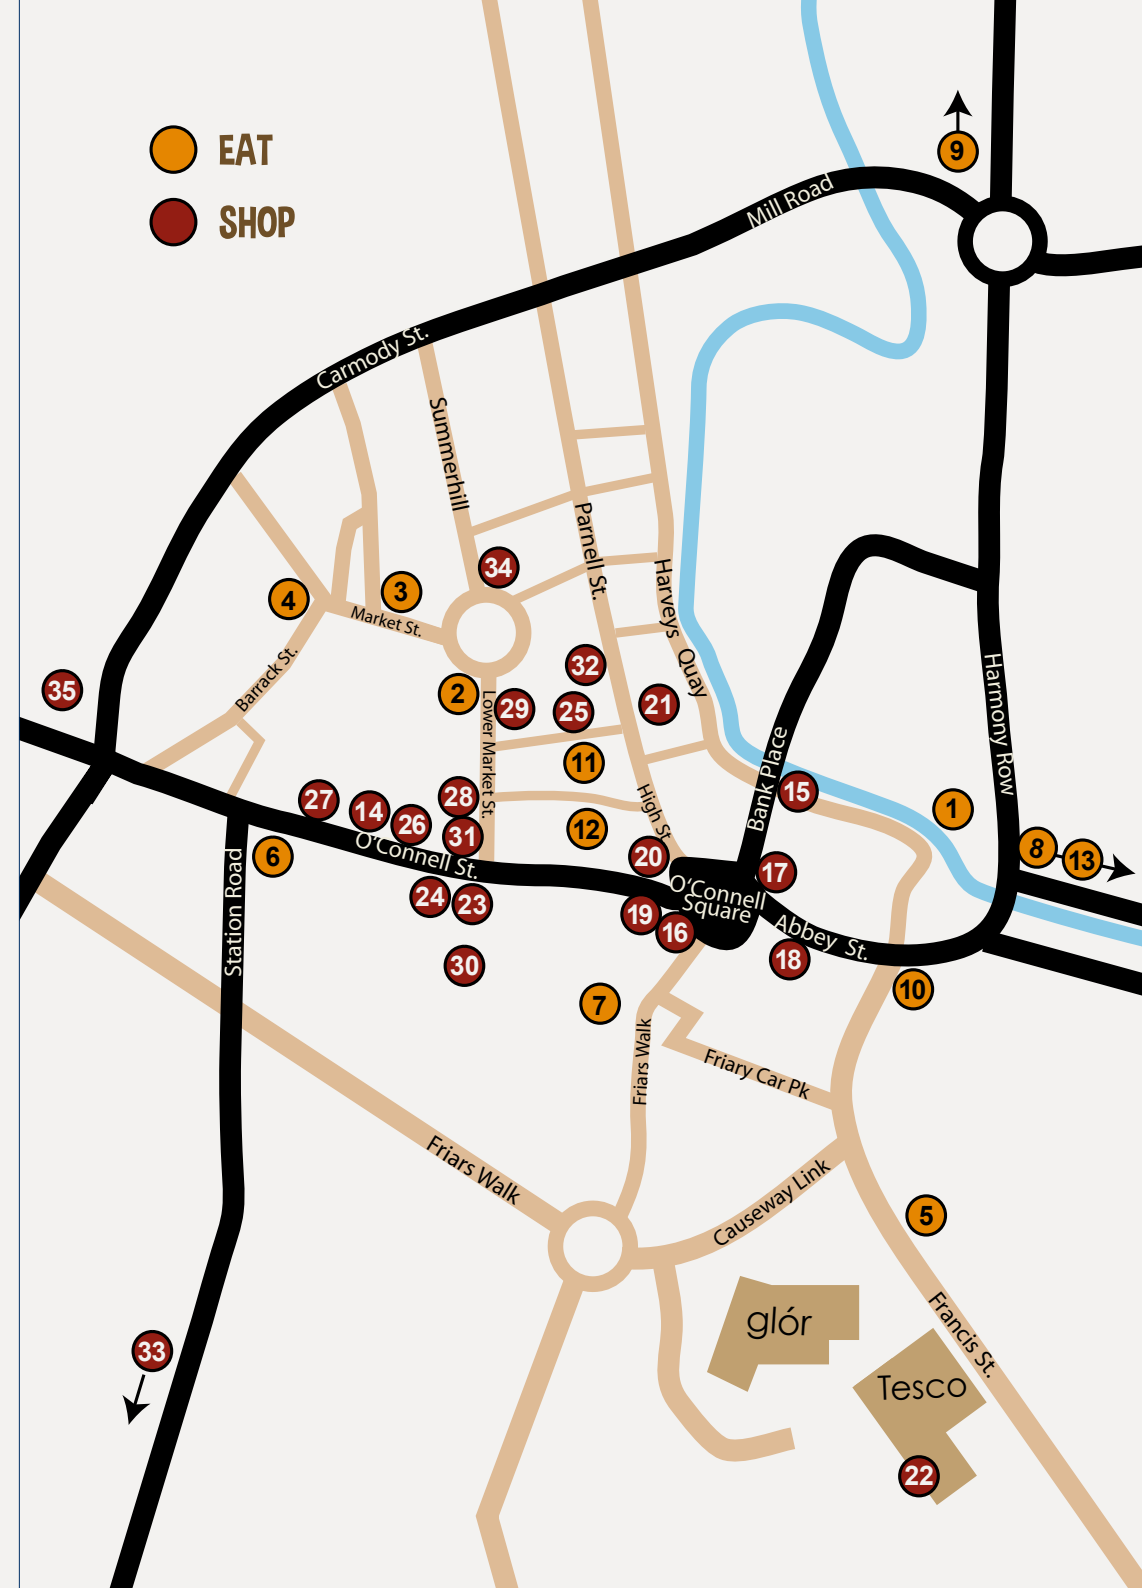 EAT
SHOP
9
Mill Road
Carmody St.
Summerhill
Parnell St.
Harveys Quay
34
3
4
Market St.
Barrack St.
35
32
2
29
25
21
Lower Market St.
Harmony Row
11
Bank Place
15
27
14
26
28
31
High St.
12
1
8
13
O'Connell St.
6
20
17
O'Connell
Square
24
23
19
16
Abbey St.
18
Station Road
30
7
10
Friars Walk
Friary Car Pk
Friars Walk
Causeway Link
5
glór
Francis St.
33
Tesco
22